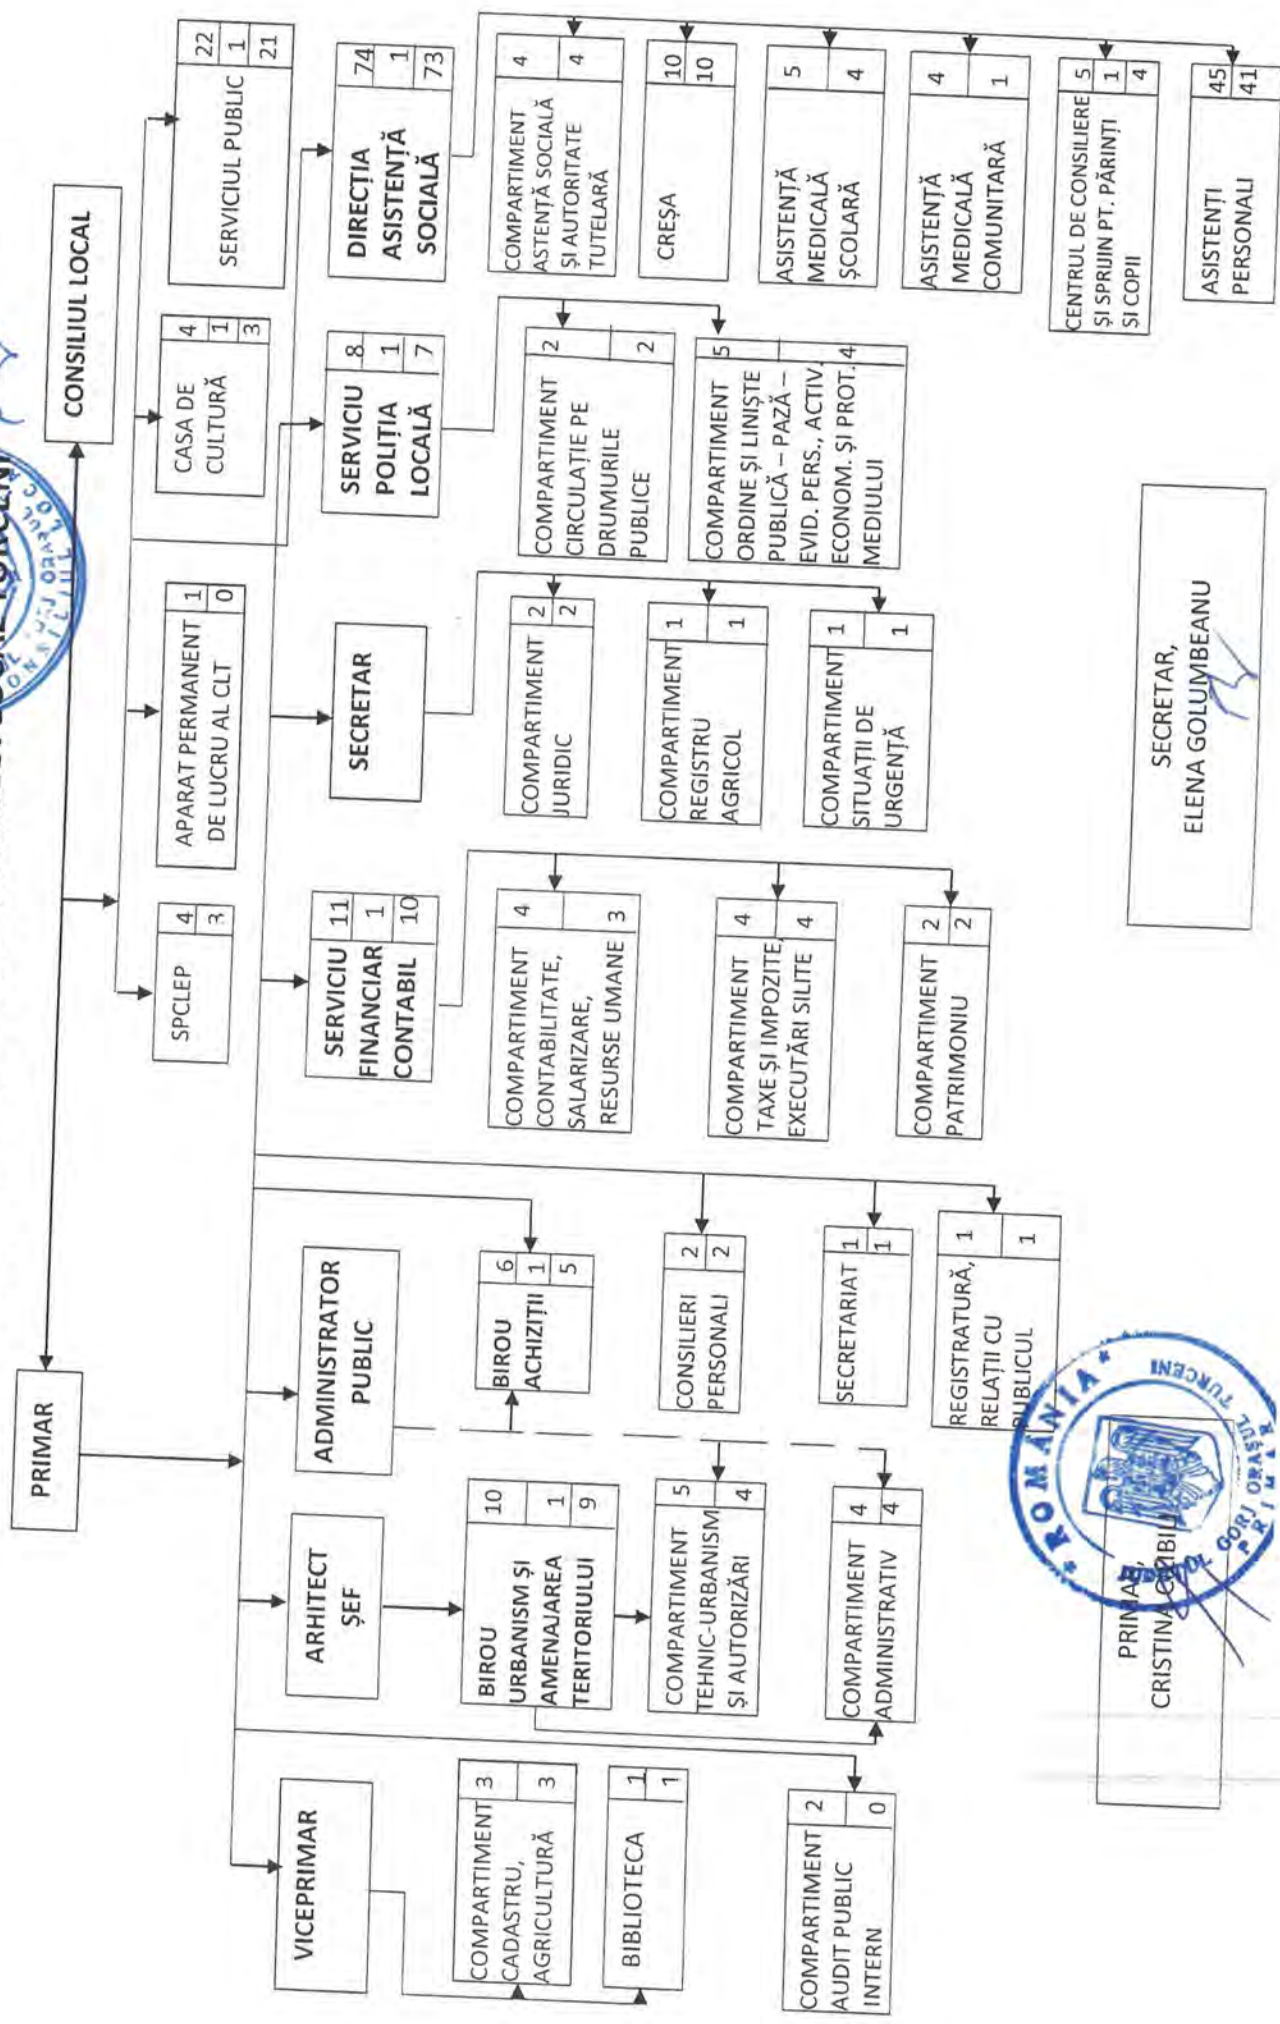 PRIMAR
CONSILIUL LOCAL
SPCLEP
4
3
APARAT PERMANENT
DE LUCRU AL CLT
1
0
CASA DE
CULTURĂ
4
1
3
SERVICIUL PUBLIC
22
1
21
VICEPRIMAR
ARHITECT
ȘEF
ADMINISTRATOR
PUBLIC
SERVICIU
FINANCIAR
CONTABIL
11
1
10
SECRETAR
SERVICIU
POLIȚIA
LOCALĂ
8
1
7
DIRECȚIA
ASISTENȚĂ
SOCIALĂ
74
1
73
COMPARTIMENT
CADASTRU,
AGRICULTURĂ
3
3
BIBLIOTECA
1
1
COMPARTIMENT
AUDIT PUBLIC
INTERN
2
0
BIROU
URBANISM ȘI
AMENAJAREA
TERITORIULUI
10
1
9
COMPARTIMENT
TEHNIC-URBANISM
ȘI AUTORIZĂRI
5
4
COMPARTIMENT
ADMINISTRATIV
4
4
BIROU
ACHIZIȚII
6
1
5
CONSILIERI
PERSONALI
2
2
SECRETARIAT
1
1
REGISTRATURĂ,
RELAȚII CU
PUBLICUL
1
1
COMPARTIMENT
CONTABILITATE,
SALARIZARE,
RESURSE UMANE
4
3
COMPARTIMENT
TAXE ȘI IMPOZITE,
EXECUTĂRI SILITE
4
4
COMPARTIMENT
PATRIMONIU
2
2
COMPARTIMENT
JURIDIC
2
2
COMPARTIMENT
REGISTRU
AGRICOL
1
1
COMPARTIMENT
SITUAȚII DE
URGENȚĂ
1
1
COMPARTIMENT
CIRCULAȚIE PE
DRUMURILE
PUBLICE
2
2
COMPARTIMENT
ORDINE ȘI LINIȘTE
PUBLICĂ – PAZĂ –
EVID. PERS., ACTIV.
ECONOM. ȘI PROT.
MEDIULUI
5
4
COMPARTIMENT
ASTENȚĂ SOCIALĂ
ȘI AUTORITATE
TUTELARĂ
4
4
CREȘA
10
10
ASISTENȚĂ
MEDICALĂ
ȘCOLARĂ
5
4
ASISTENȚĂ
MEDICALĂ
COMUNITARĂ
4
1
CENTRUL DE CONSILIERE
ȘI SPRIJIN PT. PĂRINȚI
ȘI COPII
5
1
4
ASISTENȚI
PERSONALI
45
41
PRIMAR,
CRISTINA
ROMÂNIA
GORJ ORAȘUL TURCENI
PRIMAR
SECRETAR,
ELENA GOLUMBEANU